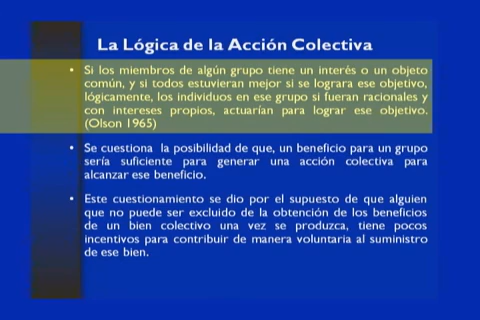 La Lógica de la Acción Colectiva
• Si los miembros de algún grupo tiene un interés o un objeto
común, y si todos estuvieran mejor si se lograra ese objetivo,
lógicamente, los individuos en ese grupo si fueran racionales y
con intereses propios, actuarían para lograr ese objetivo.
(Olson 1965)
• Se cuestiona la posibilidad de que, un beneficio para un grupo
sería suficiente para generar una acción colectiva para
alcanzar ese beneficio.
• Este cuestionamiento se dio por el supuesto de que alguien
que no puede ser excluido de la obtención de los beneficios
de un bien colectivo una vez se produzca, tiene pocos
incentivos para contribuir de manera voluntaria al suministro
de ese bien.